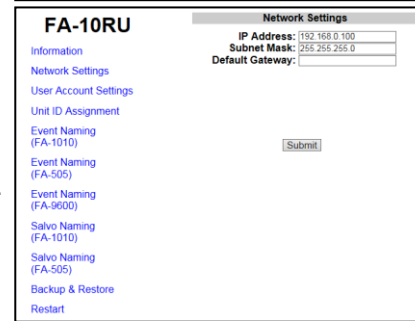 FA-10RU
Information
Network Settings
User Account Settings
Unit ID Assignment
Event Naming
(FA-1010)
Event Naming
(FA-505)
Event Naming
(FA-9600)
Salvo Naming
(FA-1010)
Salvo Naming
(FA-505)
Backup & Restore
Restart
Network Settings
IP Address: 192.168.0.100
Subnet Mask: 255.255.255.0
Default Gateway:
Submit